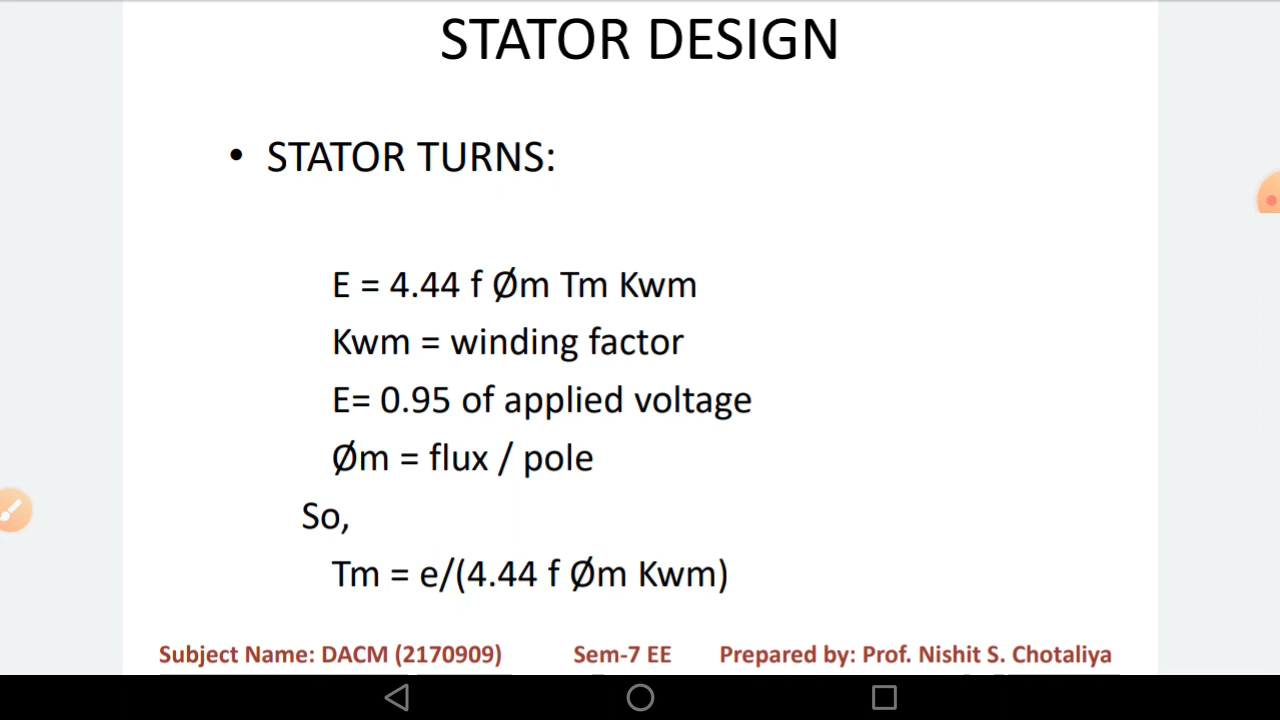 STATOR DESIGN
• STATOR TURNS:
E = 4.44 f Øm Tm Kwm
Kwm = winding factor
E= 0.95 of applied voltage
Øm = flux / pole
So,
Tm = e/(4.44 f Øm Kwm)
Subject Name: DACM (2170909) Sem-7 EE Prepared by: Prof. Nishit S. Chotaliya